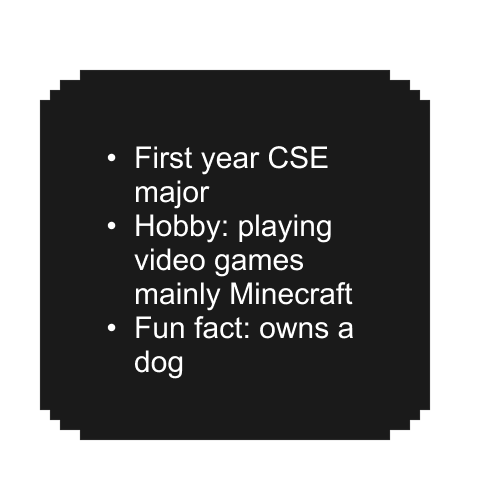 • First year CSE
major
• Hobby: playing
video games
mainly Minecraft
• Fun fact: owns a
dog